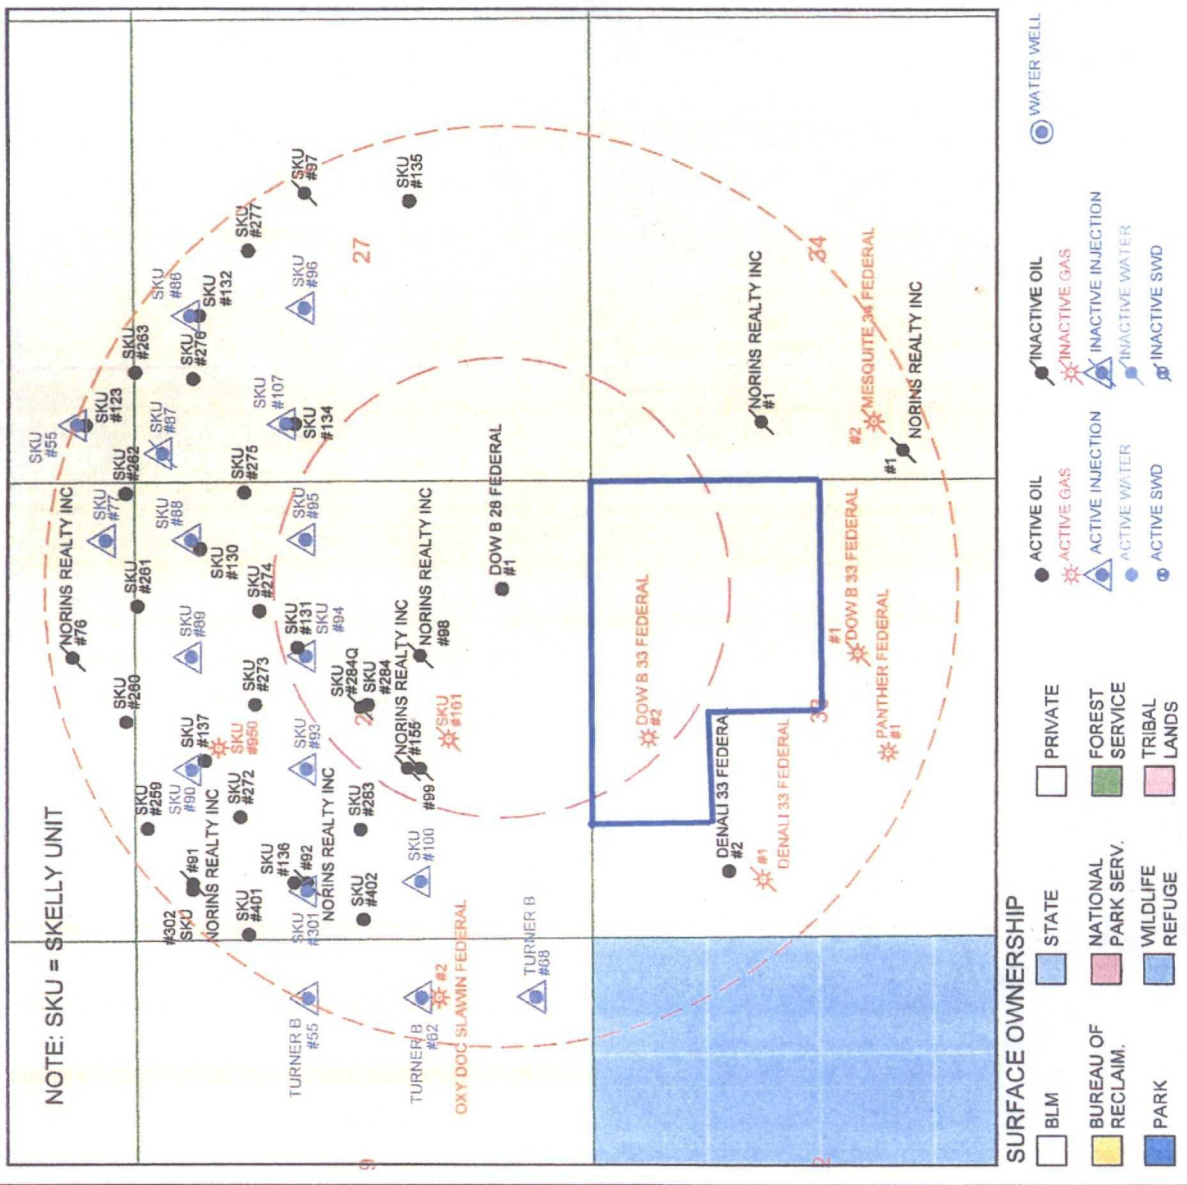 NOTE: SKU = SKELLY UNIT
NORINS REALTY INC
#76
SKU
#77
SKU
#55
SKU
#123
SKU
#259
SKU
#260
SKU
#261
SKU
#262
SKU
#263
#302
SKU
#91
NORINS REALTY INC
SKU
#90
SKU
#137
SKU
#950
SKU
#89
SKU
#88
SKU
#130
SKU
#87
SKU
#276
SKU
#86
SKU
#132
SKU
#401
SKU
#272
SKU
#273
SKU
#274
SKU
#275
SKU
#277
TURNER B
#55
SKU
#301
SKU
#136
#92
NORINS REALTY INC
SKU
#93
SKU
#131
SKU
#94
SKU
#95
SKU
#107
SKU
#134
SKU
#96
SKU
#97
SKU
#402
SKU
#283
SKU
#284Q
SKU
#284
27
TURNER B
#62
#2
OXY DOC SLAWIN FEDERAL
SKU
#100
NORINS REALTY INC
#155
#99
SKU
#161
NORINS REALTY INC
#98
SKU
#135
TURNER B
#68
DOW B 28 FEDERAL
#1
DOW B 33 FEDERAL
#2
DENALI 33 FEDERAL
#2
#1
DENALI 33 FEDERAL
NORINS REALTY INC
#1
33
34
#1
DOW B 33 FEDERAL
PANTHER FEDERAL
#1
#2
MESQUITE 34 FEDERAL
#1
NORINS REALTY INC
SURFACE OWNERSHIP
BLM
STATE
PRIVATE
BUREAU OF
RECLAIM.
NATIONAL
PARK SERV.
FOREST
SERVICE
PARK
WILDLIFE
REFUGE
TRIBAL
LANDS
ACTIVE OIL
ACTIVE GAS
ACTIVE INJECTION
ACTIVE WATER
ACTIVE SWD
INACTIVE OIL
INACTIVE GAS
INACTIVE INJECTION
INACTIVE WATER
INACTIVE SWD
WATER WELL